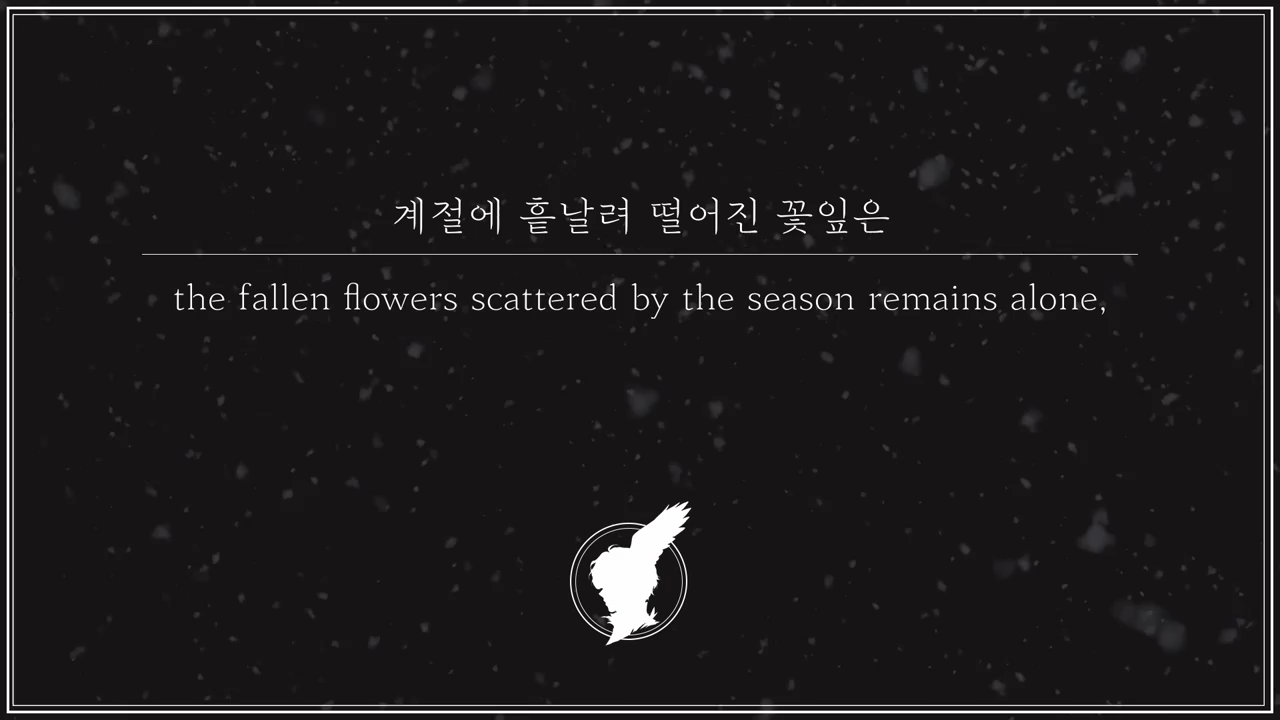 계절에 흩날려 떨어진 꽃잎은
the fallen flowers scattered by the season remains alone,